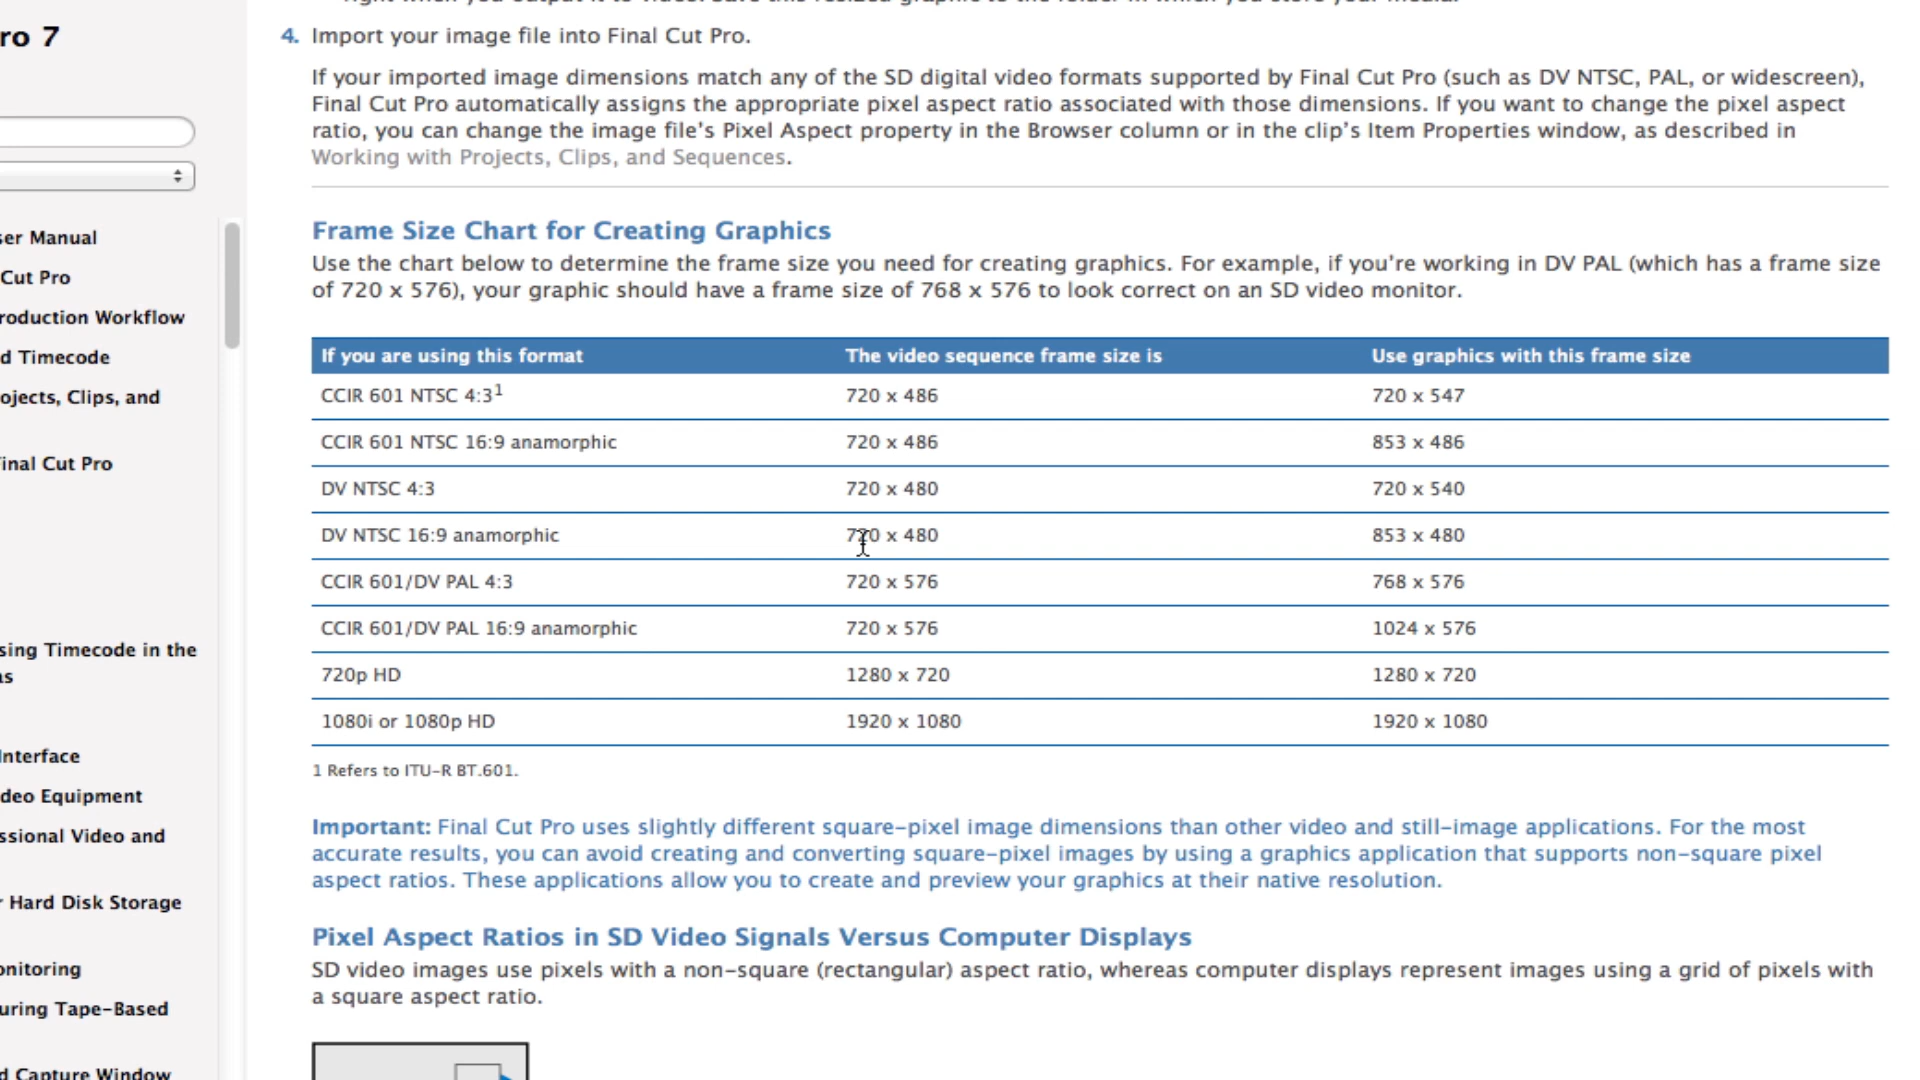 ro 7
ser Manual
Cut Pro
roduction Workflow
d Timecode
ojects, Clips, and
Final Cut Pro
sing Timecode in the
as
Interface
deo Equipment
ssional Video and
r Hard Disk Storage
onitoring
uring Tape-Based
d Capture Window
4. Import your image file into Final Cut Pro.
If your imported image dimensions match any of the SD digital video formats supported by Final Cut Pro (such as DV NTSC, PAL, or widescreen),
Final Cut Pro automatically assigns the appropriate pixel aspect ratio associated with those dimensions. If you want to change the pixel aspect
ratio, you can change the image file's Pixel Aspect property in the Browser column or in the clip's Item Properties window, as described in
Working with Projects, Clips, and Sequences.
Frame Size Chart for Creating Graphics
Use the chart below to determine the frame size you need for creating graphics. For example, if you're working in DV PAL (which has a frame size
of 720 x 576), your graphic should have a frame size of 768 x 576 to look correct on an SD video monitor.
If you are using this format The video sequence frame size is Use graphics with this frame size
CCIR 601 NTSC 4:3¹ 720 x 486 720 x 547
CCIR 601 NTSC 16:9 anamorphic 720 x 486 853 x 486
DV NTSC 4:3 720 x 480 720 x 540
DV NTSC 16:9 anamorphic 720 x 480 853 x 480
CCIR 601/DV PAL 4:3 720 x 576 768 x 576
CCIR 601/DV PAL 16:9 anamorphic 720 x 576 1024 x 576
720p HD 1280 x 720 1280 x 720
1080i or 1080p HD 1920 x 1080 1920 x 1080
1 Refers to ITU-R BT.601.
Important: Final Cut Pro uses slightly different square-pixel image dimensions than other video and still-image applications. For the most
accurate results, you can avoid creating and converting square-pixel images by using a graphics application that supports non-square pixel
aspect ratios. These applications allow you to create and preview your graphics at their native resolution.
Pixel Aspect Ratios in SD Video Signals Versus Computer Displays
SD video images use pixels with a non-square (rectangular) aspect ratio, whereas computer displays represent images using a grid of pixels with
a square aspect ratio.